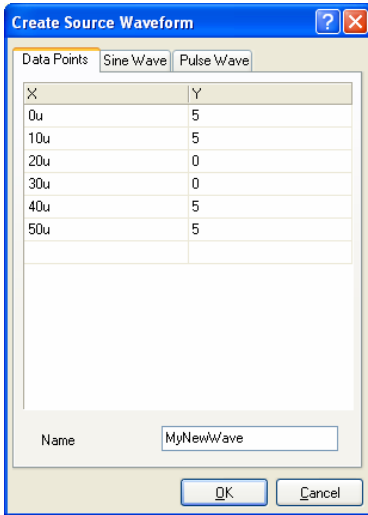 Create Source Waveform
Data Points Sine Wave Pulse Wave
X Y
0u 5
10u 5
20u 0
30u 0
40u 5
50u 5
Name MyNewWave
OK Cancel